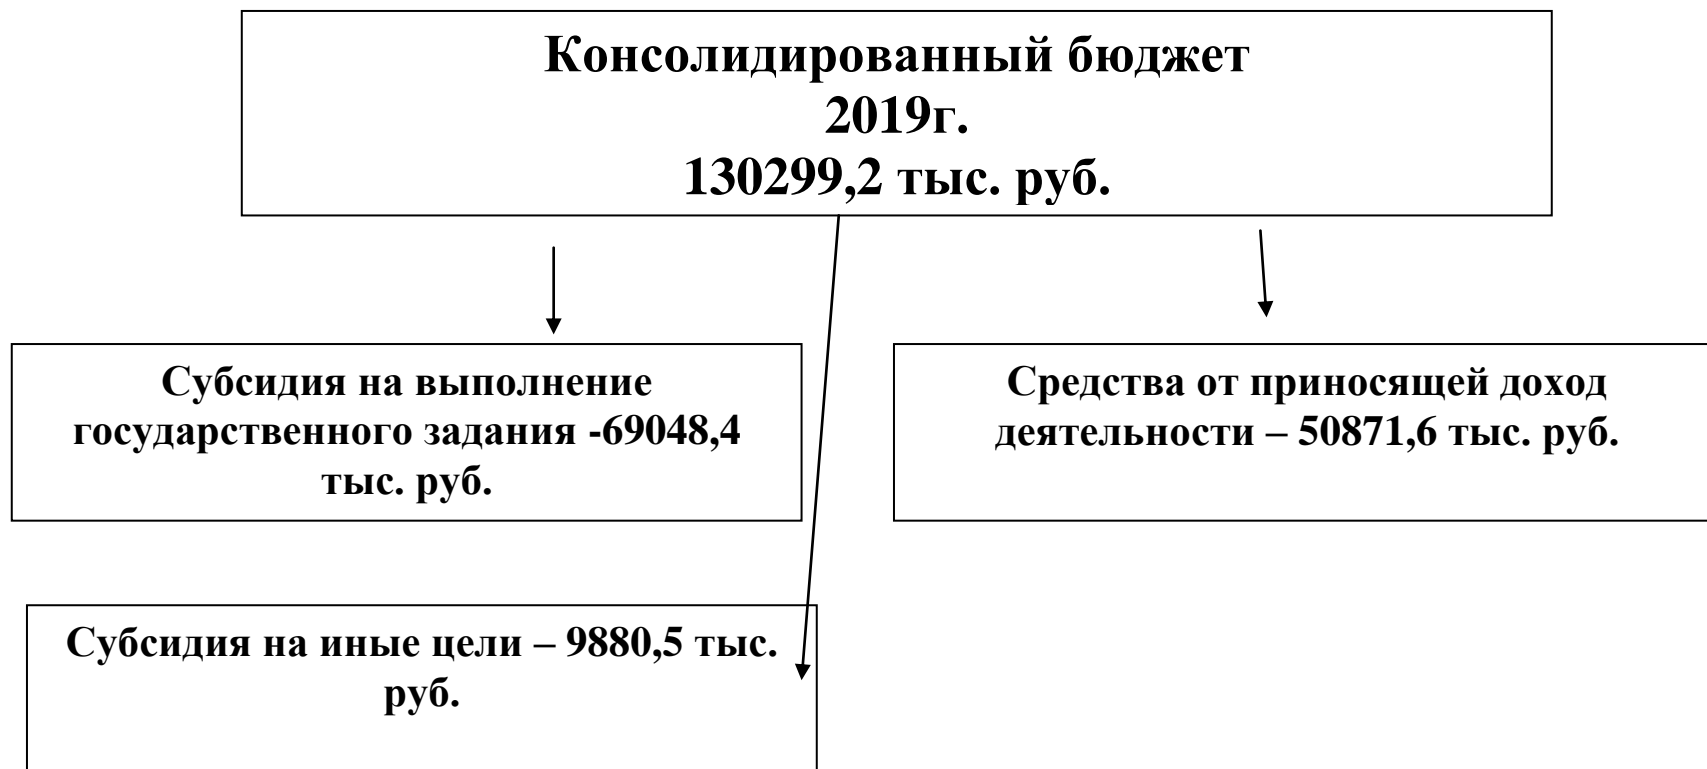 Консолидированный бюджет
2019г.
130299,2 тыс. руб.
Субсидия на выполнение
государственного задания -69048,4
тыс. руб.
Средства от приносящей доход
деятельности – 50871,6 тыс. руб.
Субсидия на иные цели – 9880,5 тыс.
руб.